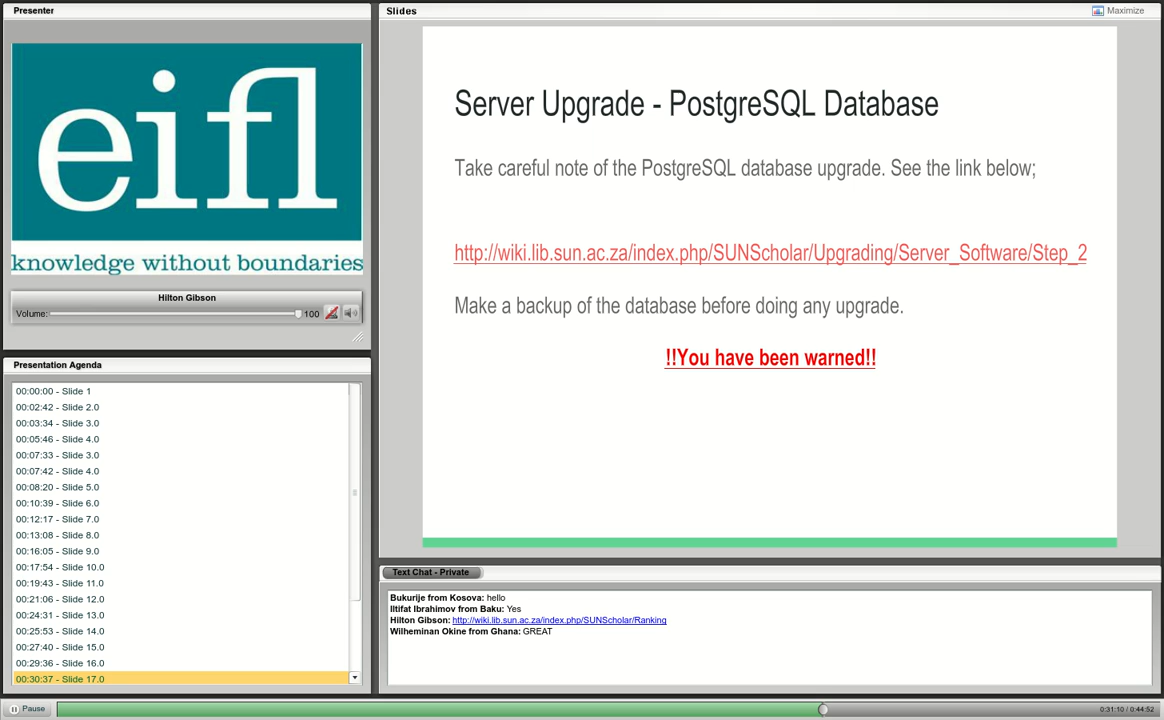 Presenter
eifl
knowledge without boundaries
Hilton Gibson
Volume: 100
Presentation Agenda
00:00:00 - Slide 1
00:02:42 - Slide 2.0
00:03:34 - Slide 3.0
00:05:46 - Slide 4.0
00:07:33 - Slide 3.0
00:07:42 - Slide 4.0
00:08:20 - Slide 5.0
00:10:39 - Slide 6.0
00:12:17 - Slide 7.0
00:13:08 - Slide 8.0
00:16:05 - Slide 9.0
00:17:54 - Slide 10.0
00:19:43 - Slide 11.0
00:21:06 - Slide 12.0
00:24:31 - Slide 13.0
00:25:53 - Slide 14.0
00:27:40 - Slide 15.0
00:29:36 - Slide 16.0
00:30:37 - Slide 17.0
Slides
Maximize
Server Upgrade - PostgreSQL Database
Take careful note of the PostgreSQL database upgrade. See the link below;
http://wiki.lib.sun.ac.za/index.php/SUNScholar/Upgrading/Server_Software/Step_2
Make a backup of the database before doing any upgrade.
!!You have been warned!!
Text Chat - Private
Bukurije from Kosova: hello
Iltifat Ibrahimov from Baku: Yes
Hilton Gibson: http://wiki.lib.sun.ac.za/index.php/SUNScholar/Ranking
Wilheminan Okine from Ghana: GREAT
Pause
0:31:10 / 0:44:52